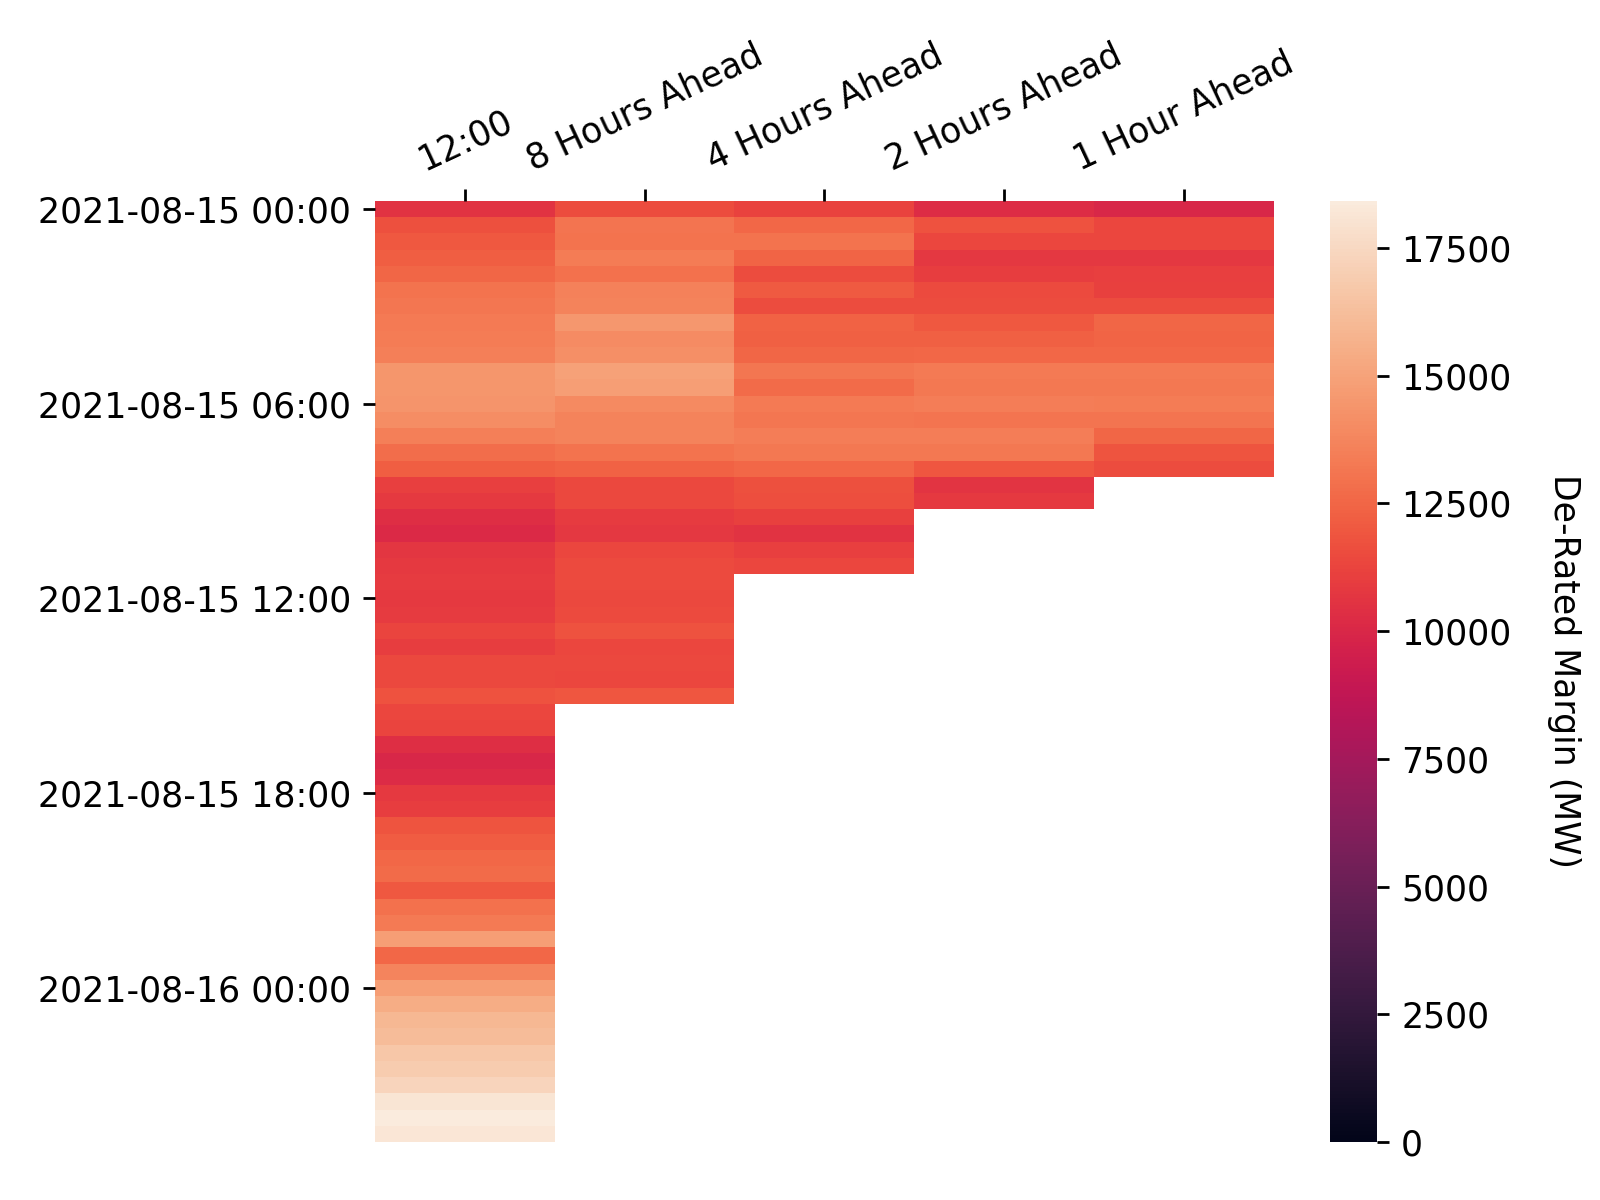 12:00
8 Hours Ahead
4 Hours Ahead
2 Hours Ahead
1 Hour Ahead
2021-08-15 00:00
2021-08-15 06:00
2021-08-15 12:00
2021-08-15 18:00
2021-08-16 00:00
17500
15000
12500
10000
7500
5000
2500
0
De-Rated Margin (MW)